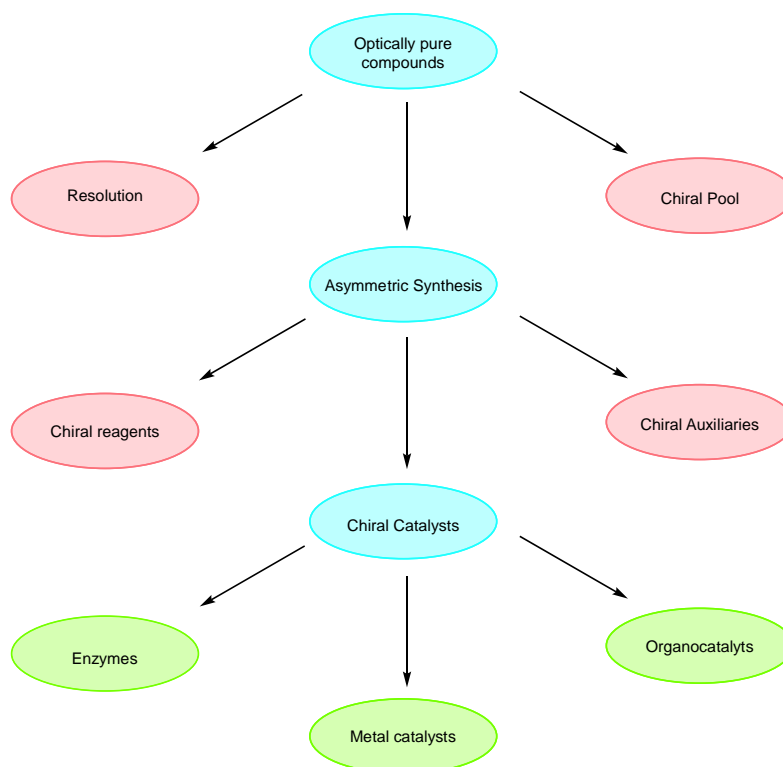 Optically pure
compounds
Resolution
Chiral Pool
Asymmetric Synthesis
Chiral reagents
Chiral Auxiliaries
Chiral Catalysts
Enzymes
Organocatalyts
Metal catalysts